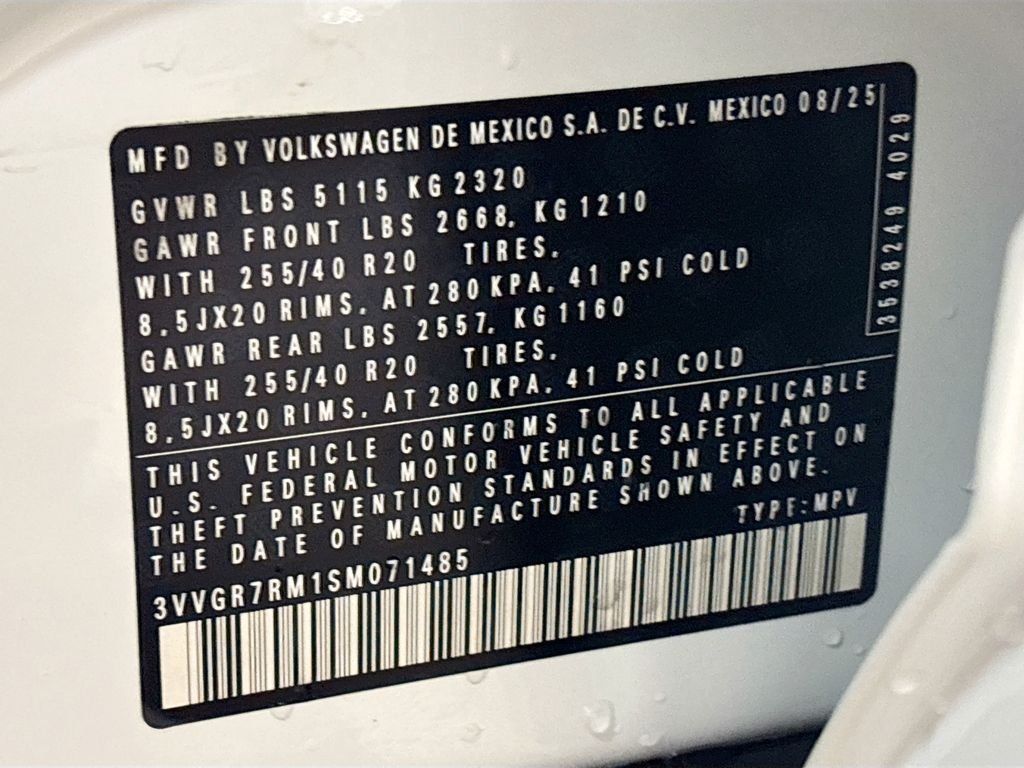 MFD BY VOLKSWAGEN DE MEXICO S.A. DE C.V. MEXICO 08/25
GVWR LBS 5115 KG 2320
GAWR FRONT LBS 2668. KG 1210
WITH 255/40 R20 TIRES.
8.5JX20 RIMS. AT 280 KPA. 41 PSI COLD
GAWR REAR LBS 2557. KG 1160
WITH 255/40 R20 TIRES.
8.5JX20 RIMS. AT 280 KPA. 41 PSI COLD
3538249 4029
THIS VEHICLE CONFORMS TO ALL APPLICABLE
U.S. FEDERAL MOTOR VEHICLE SAFETY AND
THEFT PREVENTION STANDARDS IN EFFECT ON
THE DATE OF MANUFACTURE SHOWN ABOVE.
TYPE:MPV
3VVGR7RM1SM071485